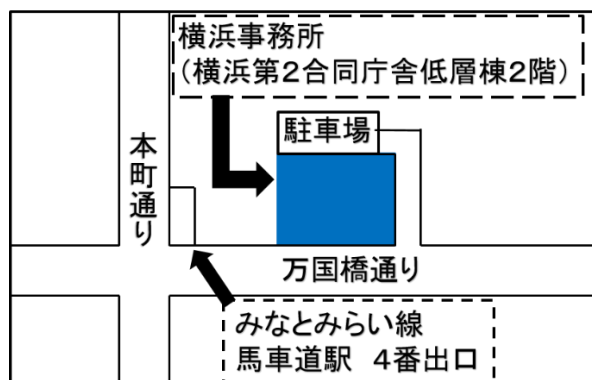 横浜事務所
（横浜第２合同庁舎低層棟２階）
駐車場
本町通り
万国橋通り
みなとみらい線
馬車道駅　４番出口